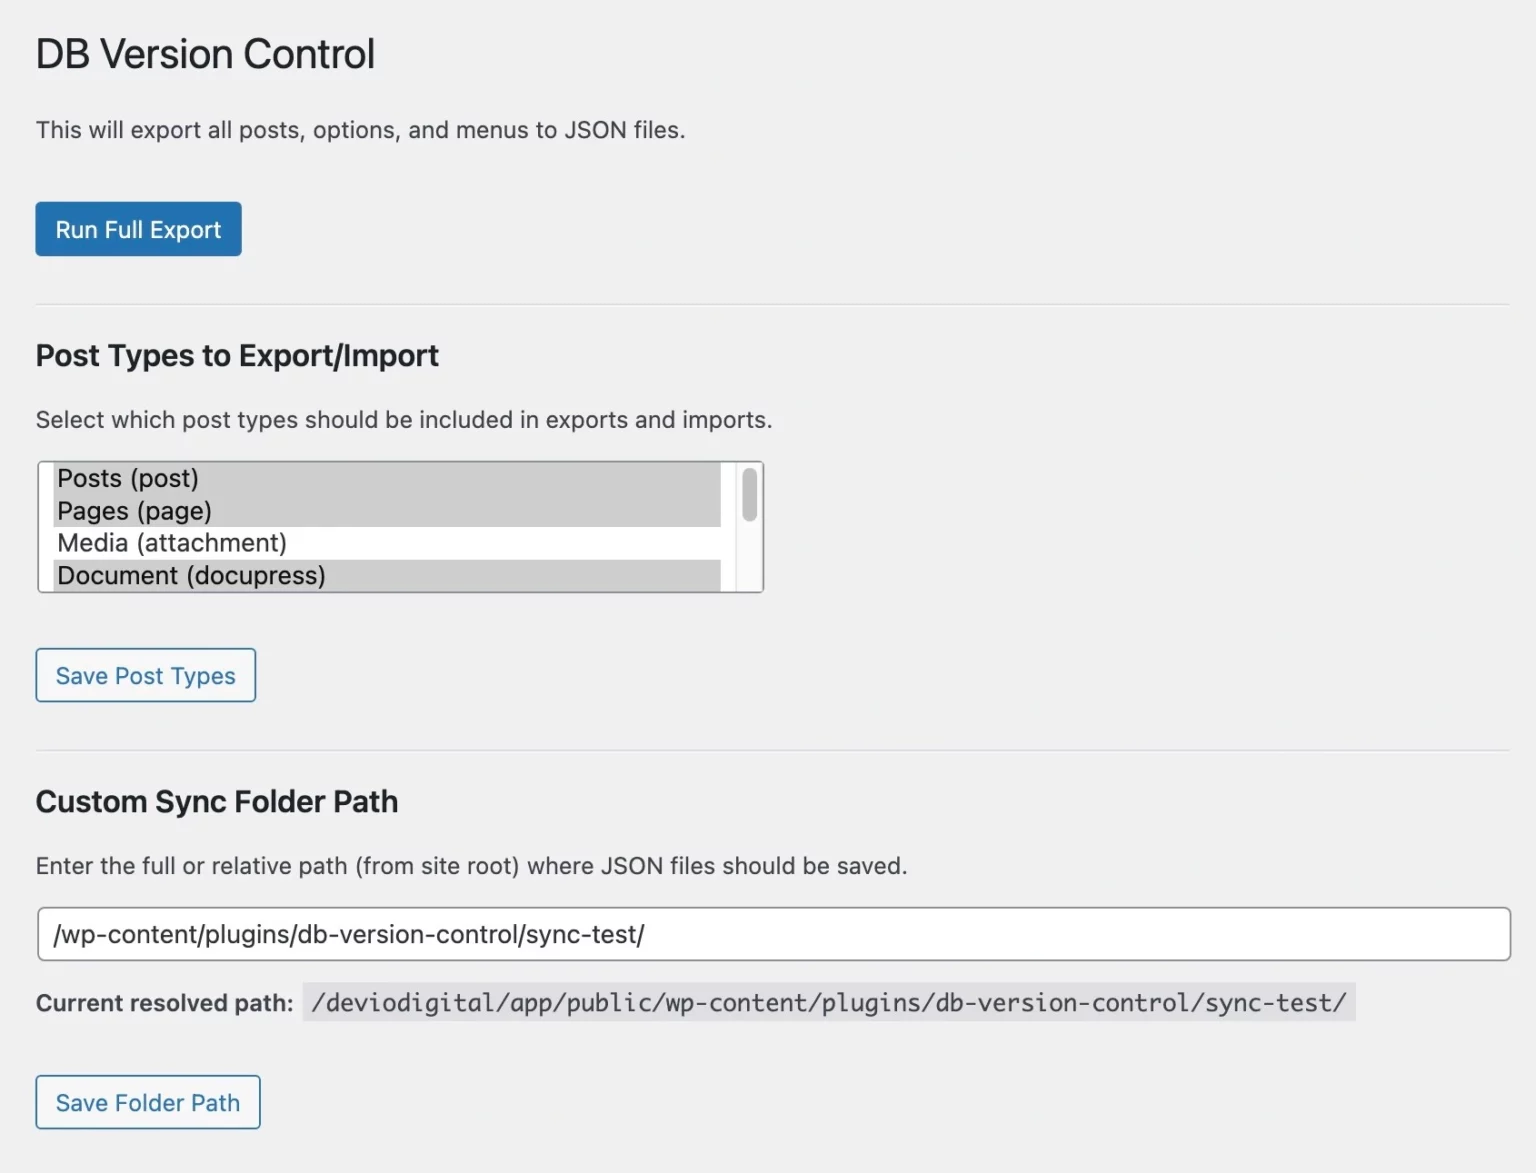 DB Version Control
This will export all posts, options, and menus to JSON files.
Run Full Export
Post Types to Export/Import
Select which post types should be included in exports and imports.
Posts (post)
Pages (page)
Media (attachment)
Document (docupress)
Save Post Types
Custom Sync Folder Path
Enter the full or relative path (from site root) where JSON files should be saved.
/wp-content/plugins/db-version-control/sync-test/
Current resolved path: /deviodigital/app/public/wp-content/plugins/db-version-control/sync-test/
Save Folder Path